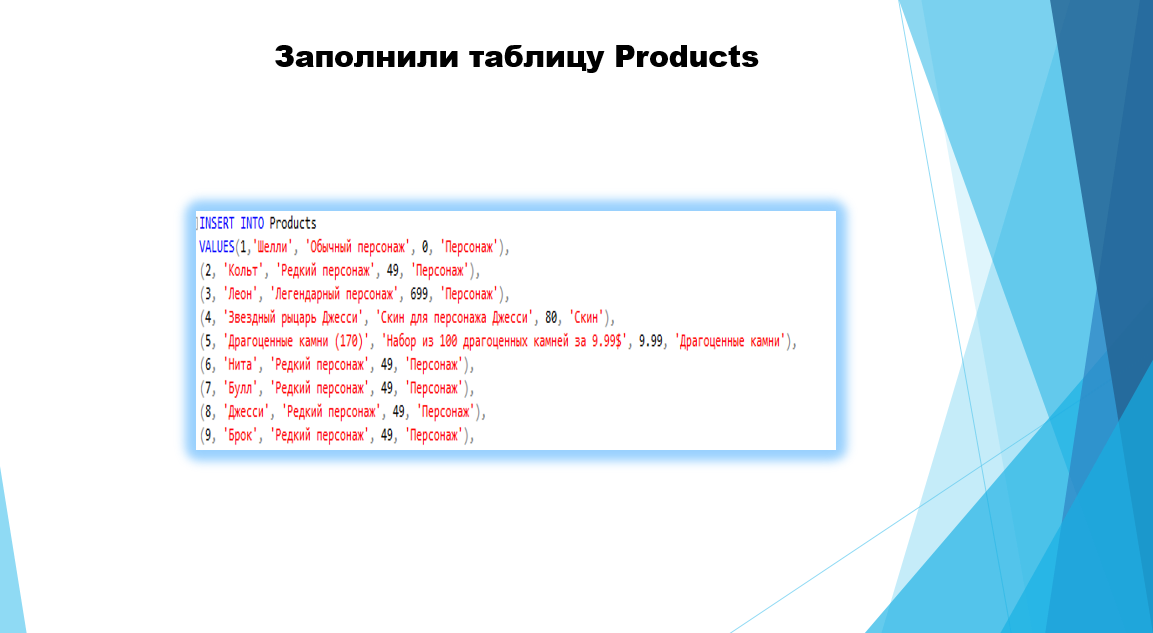 Заполнили таблицу Products
INSERT INTO Products
VALUES(1,'Шелли', 'Обычный персонаж', 0, 'Персонаж'),
(2, 'Кольт', 'Редкий персонаж', 49, 'Персонаж'),
(3, 'Леон', 'Легендарный персонаж', 699, 'Персонаж'),
(4, 'Звездный рыцарь Джесси', 'Скин для персонажа Джесси', 80, 'Скин'),
(5, 'Драгоценные камни (170)', 'Набор из 100 драгоценных камней за 9.99$', 9.99, 'Драгоценные камни'),
(6, 'Нита', 'Редкий персонаж', 49, 'Персонаж'),
(7, 'Булл', 'Редкий персонаж', 49, 'Персонаж'),
(8, 'Джесси', 'Редкий персонаж', 49, 'Персонаж'),
(9, 'Брок', 'Редкий персонаж', 49, 'Персонаж'),